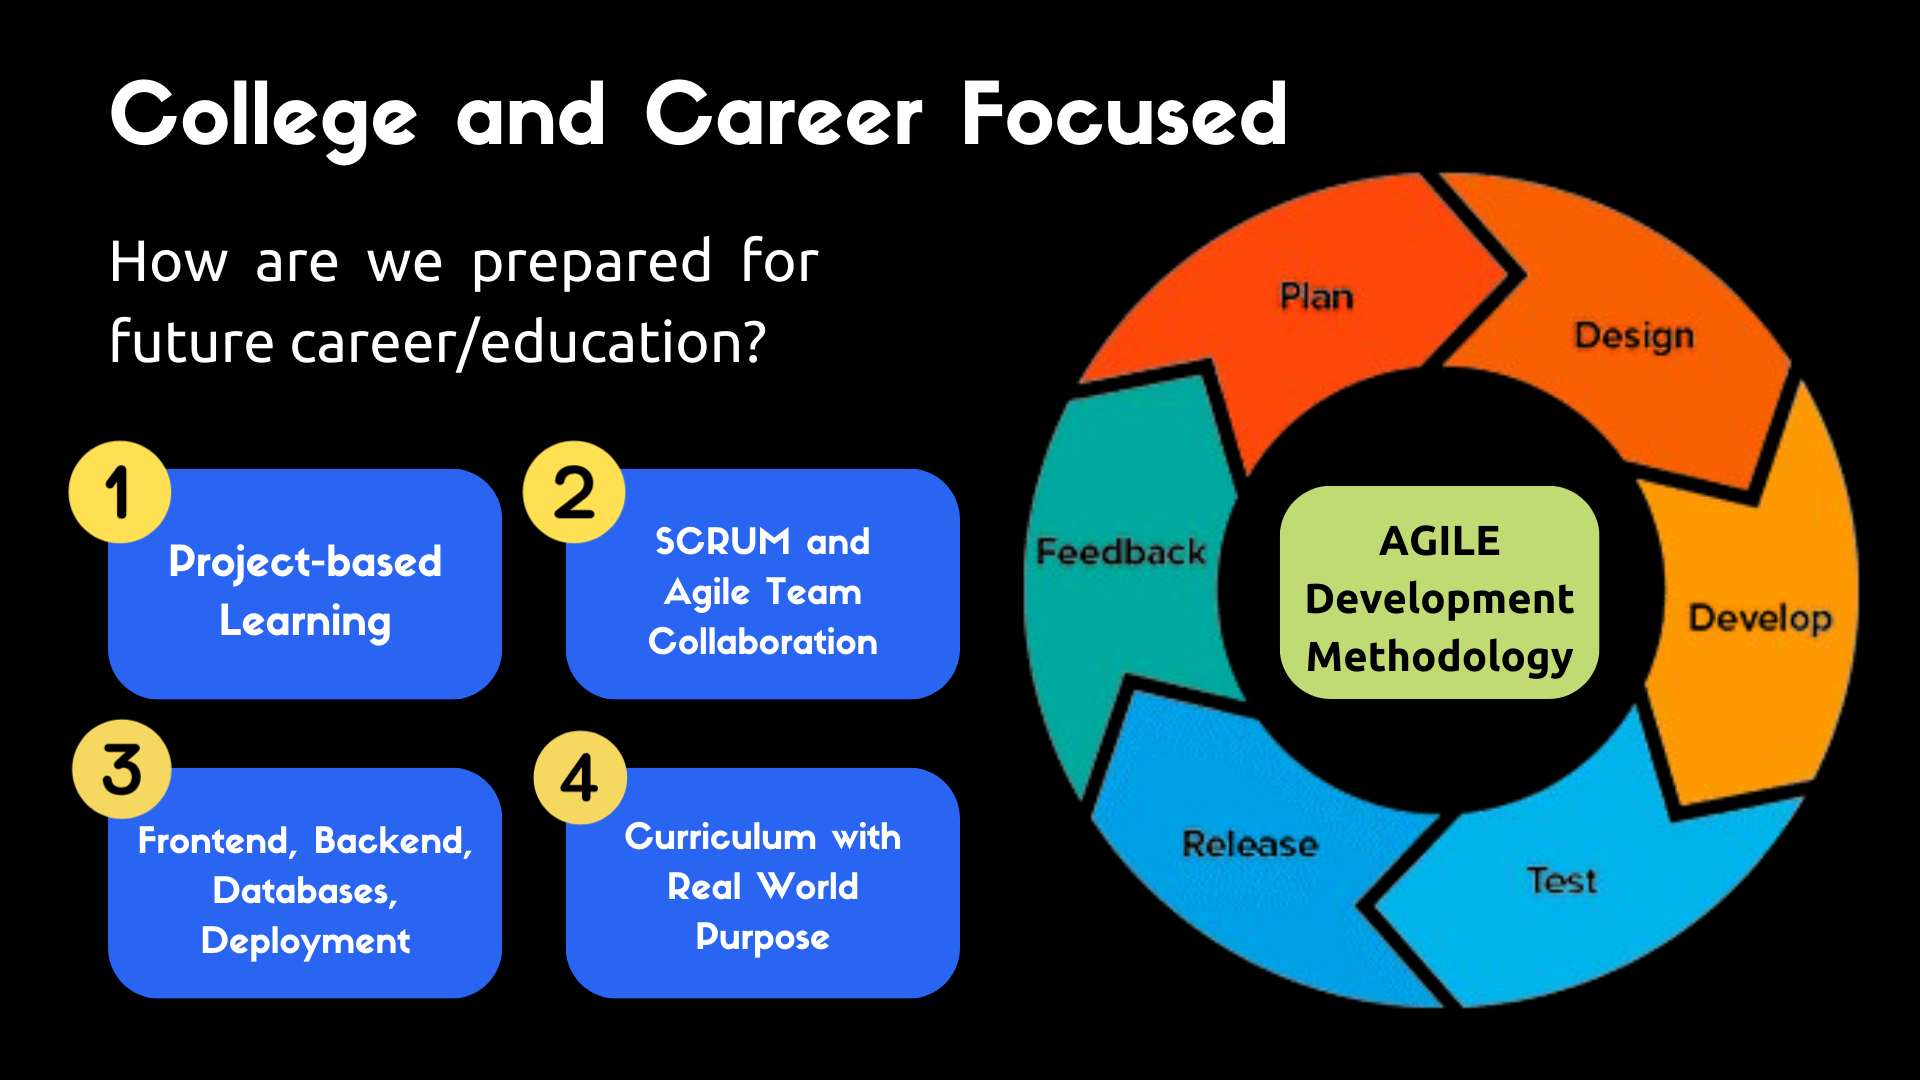 College and Career Focused
How are we prepared for
future career/education?
1
Project-based
Learning
2
SCRUM and
Agile Team
Collaboration
3
Frontend, Backend,
Databases,
Deployment
4
Curriculum with
Real World
Purpose
Plan
Design
Develop
Test
Release
Feedback
AGILE
Development
Methodology